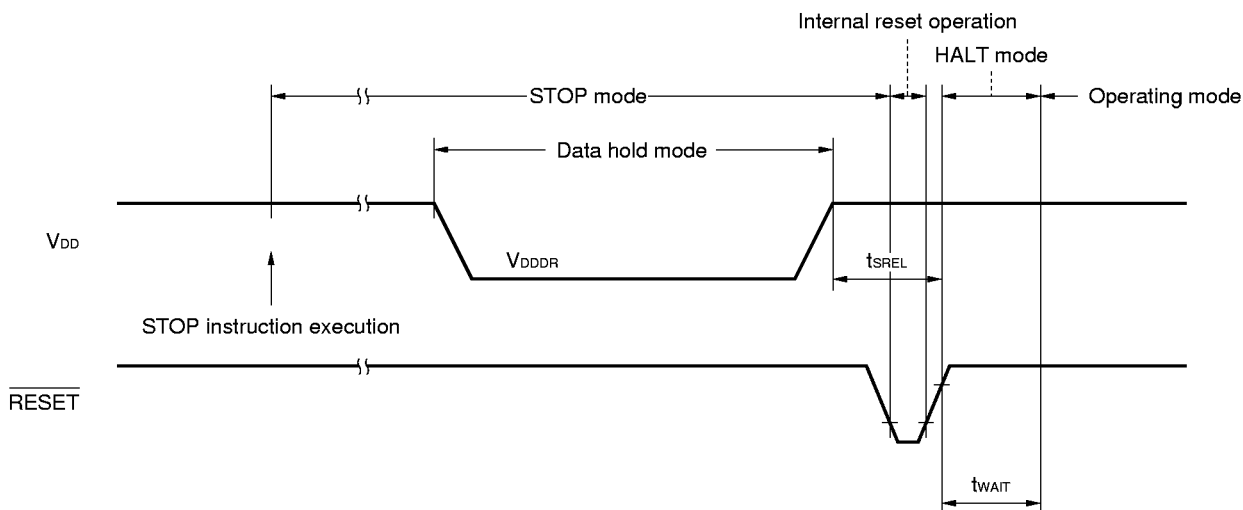 Internal reset operation
HALT mode
STOP mode
Operating mode
Data hold mode
VDD
VDDDR
tSREL
STOP instruction execution
RESET
tWAIT